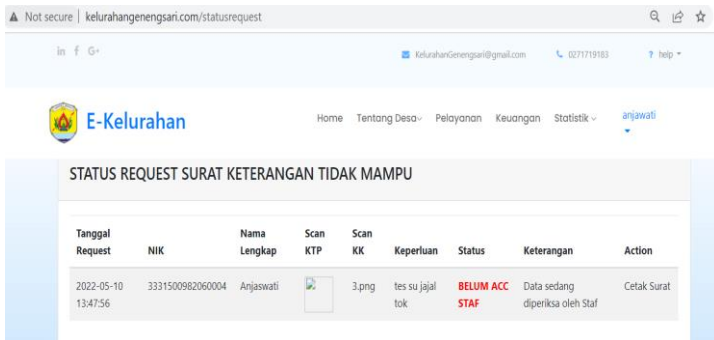 Not secure | kelurahangenengsari.com/statusrequest
in f G+ KelurahanGenengsari@gmail.com 0271719183 ? help
E-Kelurahan Home Tentang Desa Pelayanan Keuangan Statistik anjawati
STATUS REQUEST SURAT KETERANGAN TIDAK MAMPU
Tanggal Nama Scan Scan
Request NIK Lengkap KTP KK Keperluan Status Keterangan Action
2022-05-10 3331500982060004 Anjaswati 3.png tes su jajal BELUM ACC Data sedang Cetak Surat
13:47:56 tok STAF diperiksa oleh Staf